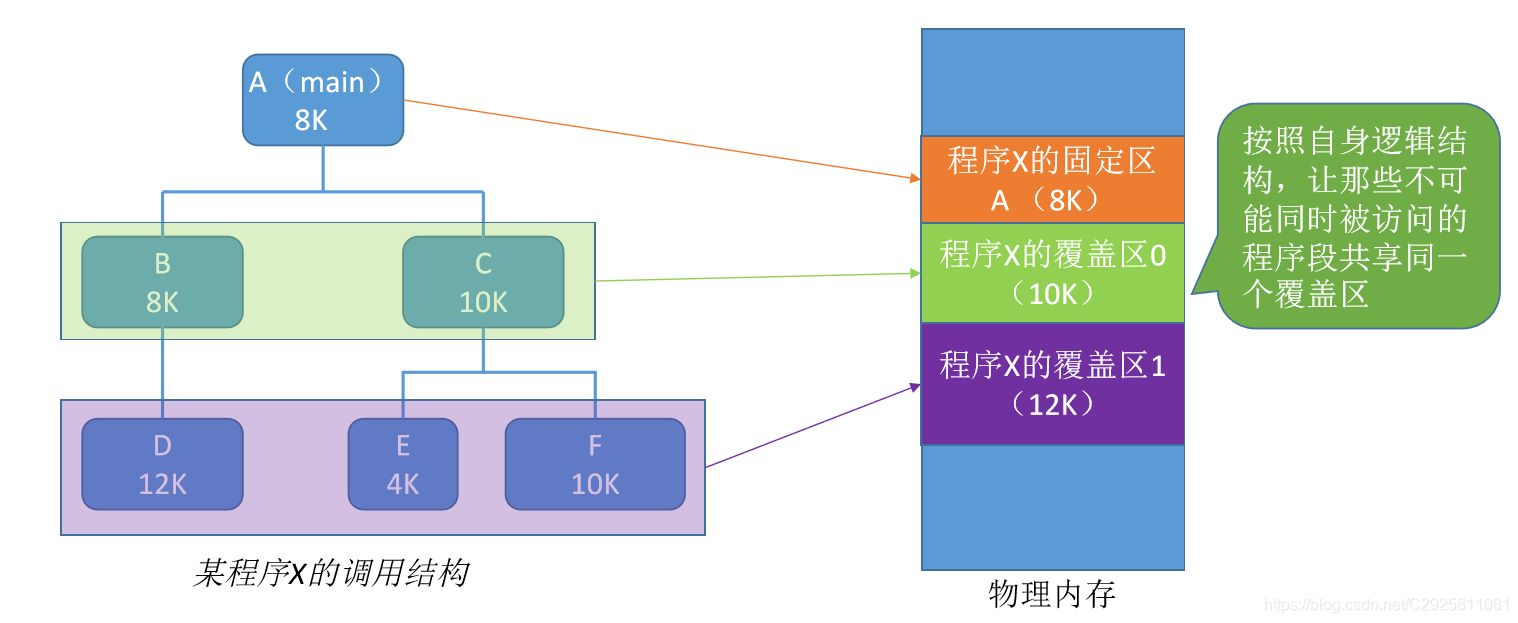 A（main）
8K
B
8K
C
10K
D
12K
E
4K
F
10K
某程序X的调用结构
程序X的固定区
A （8K）
程序X的覆盖区0
（10K）
程序X的覆盖区1
（12K）
物理内存
按照自身逻辑结
构，让那些不可
能同时被访问的
程序段共享同一
个覆盖区
https://blog.csdn.net/C2925811081